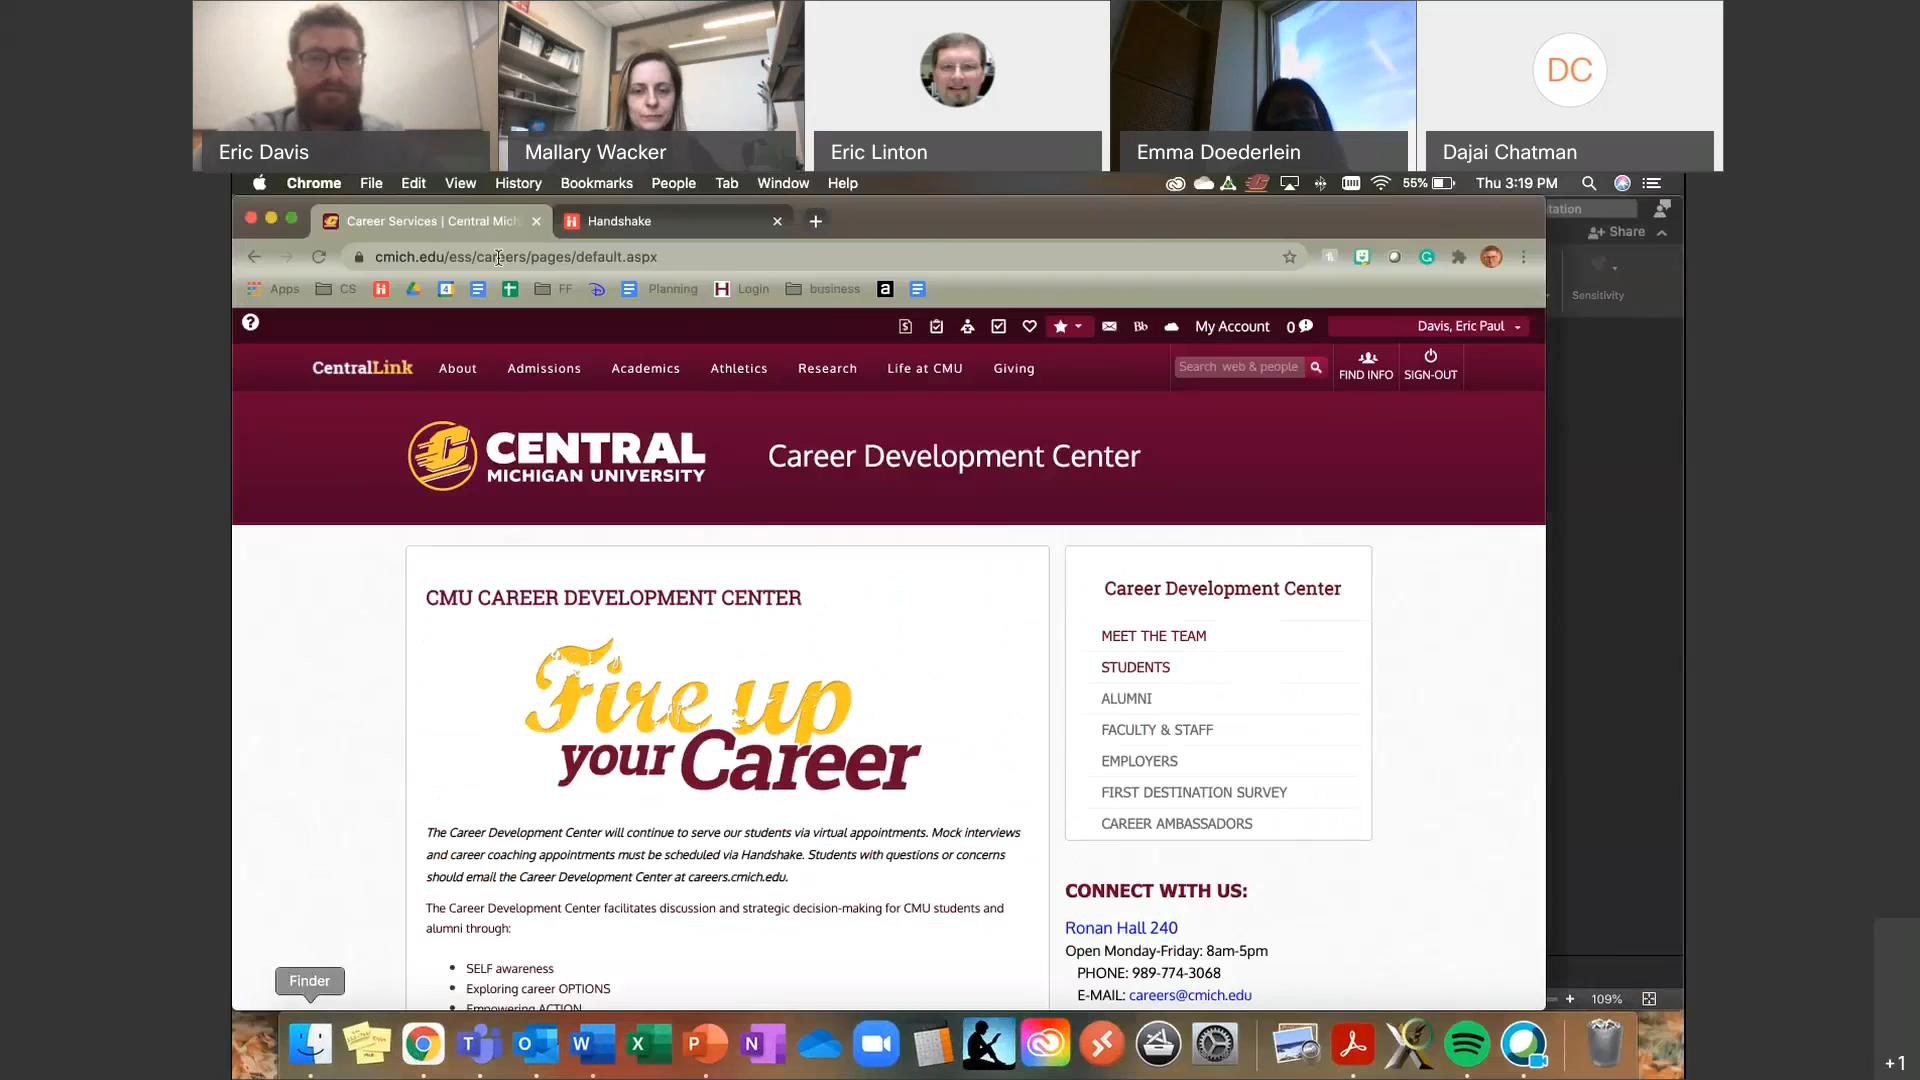 Eric Davis
Mallary Wacker
Eric Linton
Emma Doederlein
DC
Dajai Chatman
Chrome File Edit View History Bookmarks People Tab Window Help
55% Thu 3:19 PM
Career Services | Central Mich
Handshake
tation
Share
cmich.edu/ess/careers/pages/default.aspx
Apps CS FF Planning Login business
Sensitivity
My Account 0 Davis, Eric Paul
CentralLink About Admissions Academics Athletics Research Life at CMU Giving
Search web & people
FIND INFO SIGN-OUT
CENTRAL
MICHIGAN UNIVERSITY
Career Development Center
CMU CAREER DEVELOPMENT CENTER
Fire up
your Career
The Career Development Center will continue to serve our students via virtual appointments. Mock interviews
and career coaching appointments must be scheduled via Handshake. Students with questions or concerns
should email the Career Development Center at careers.cmich.edu.
The Career Development Center facilitates discussion and strategic decision-making for CMU students and
alumni through:
SELF awareness
Exploring career OPTIONS
Empowering ACTION
Career Development Center
MEET THE TEAM
STUDENTS
ALUMNI
FACULTY & STAFF
EMPLOYERS
FIRST DESTINATION SURVEY
CAREER AMBASSADORS
CONNECT WITH US:
Ronan Hall 240
Open Monday-Friday: 8am-5pm
PHONE: 989-774-3068
E-MAIL: careers@cmich.edu
Finder
109%
+1